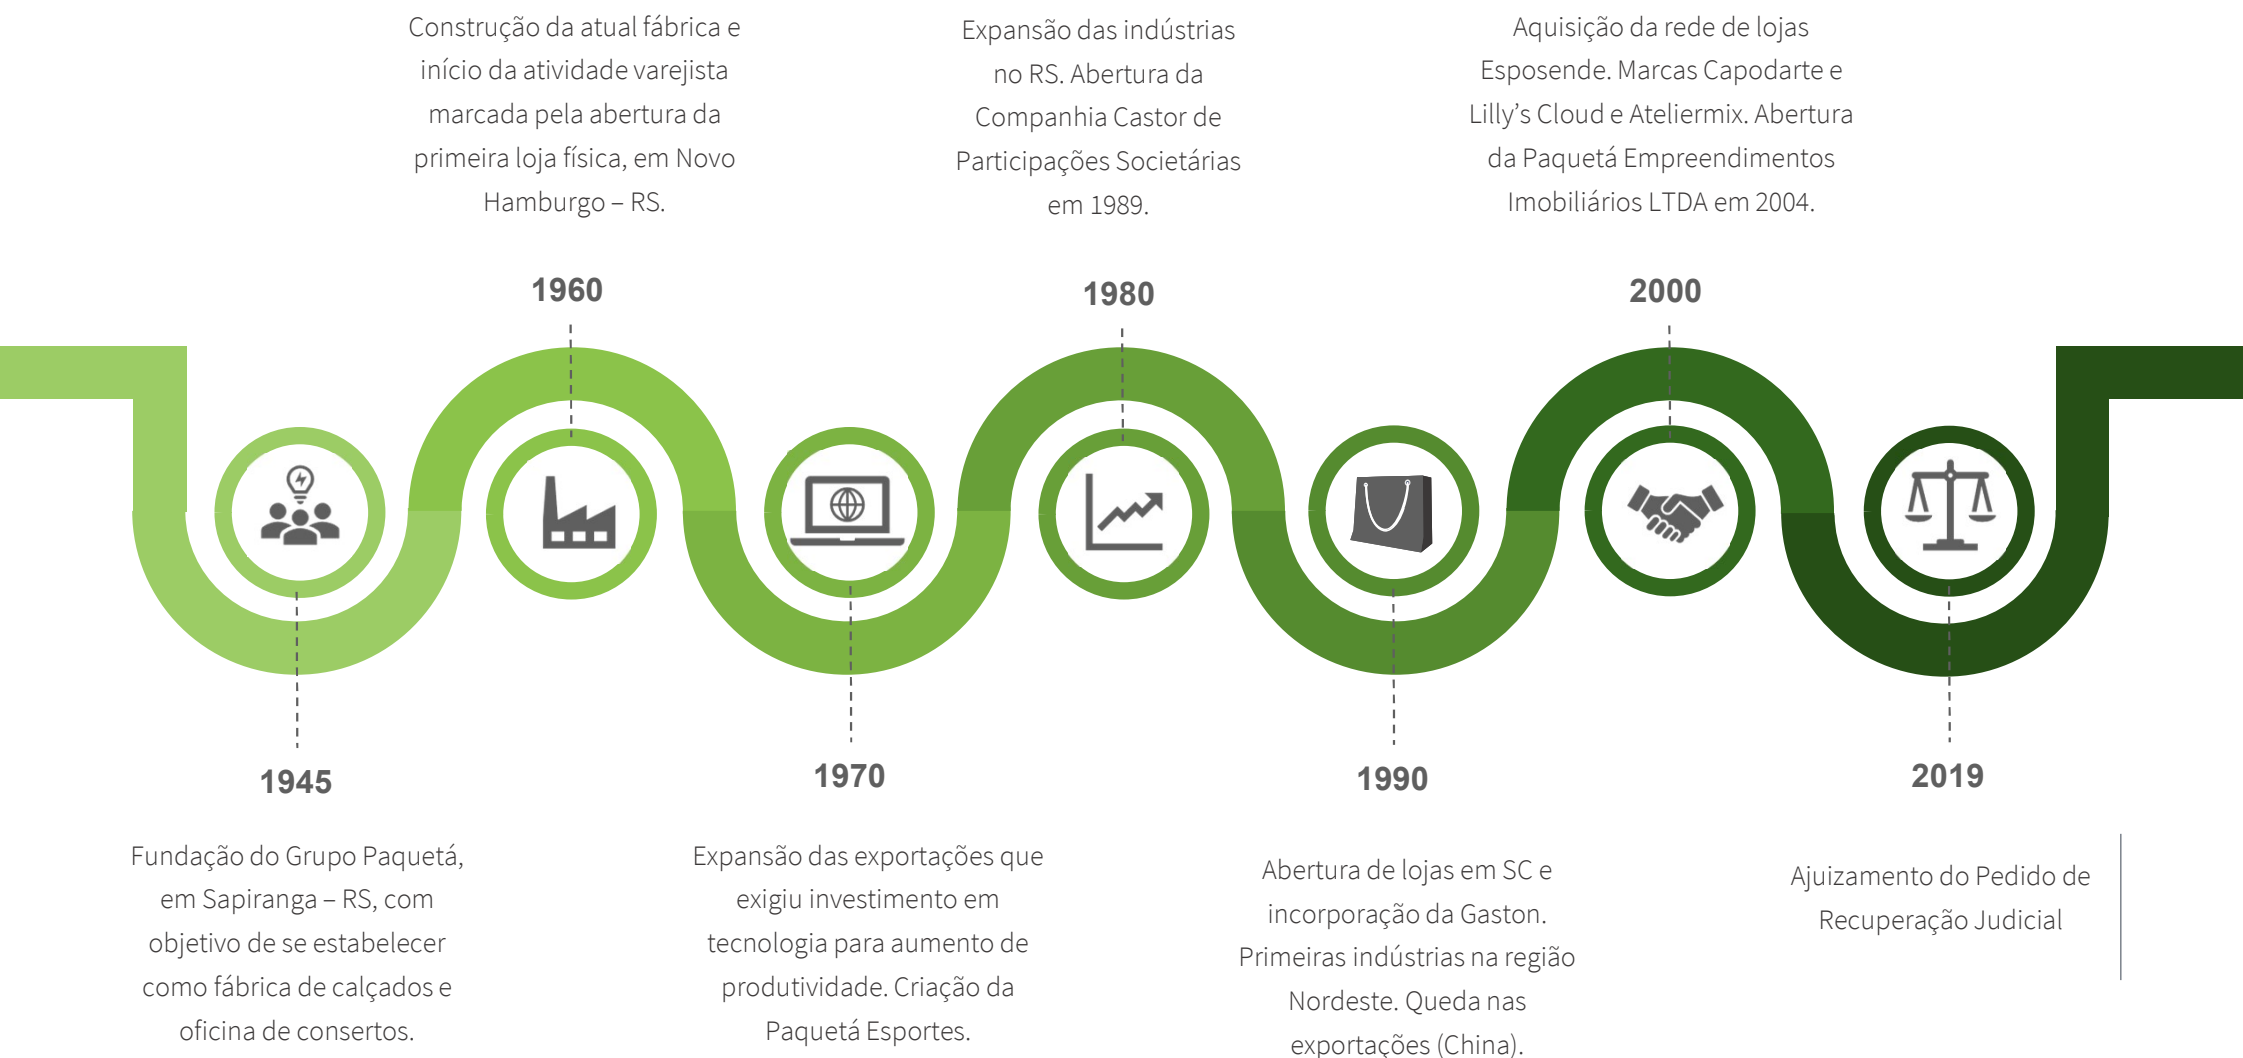 Construção da atual fábrica e
início da atividade varejista
marcada pela abertura da
primeira loja física, em Novo
Hamburgo – RS.
1960
Expansão das indústrias
no RS. Abertura da
Companhia Castor de
Participações Societárias
em 1989.
1980
Aquisição da rede de lojas
Esposende. Marcas Capodarte e
Lilly’s Cloud e Ateliermix. Abertura
da Paquetá Empreendimentos
Imobiliários LTDA em 2004.
2000
1945
Fundação do Grupo Paquetá,
em Sapiranga – RS, com
objetivo de se estabelecer
como fábrica de calçados e
oficina de consertos.
1970
Expansão das exportações que
exigiu investimento em
tecnologia para aumento de
produtividade. Criação da
Paquetá Esportes.
1990
Abertura de lojas em SC e
incorporação da Gaston.
Primeiras indústrias na região
Nordeste. Queda nas
exportações (China).
2019
Ajuizamento do Pedido de
Recuperação Judicial